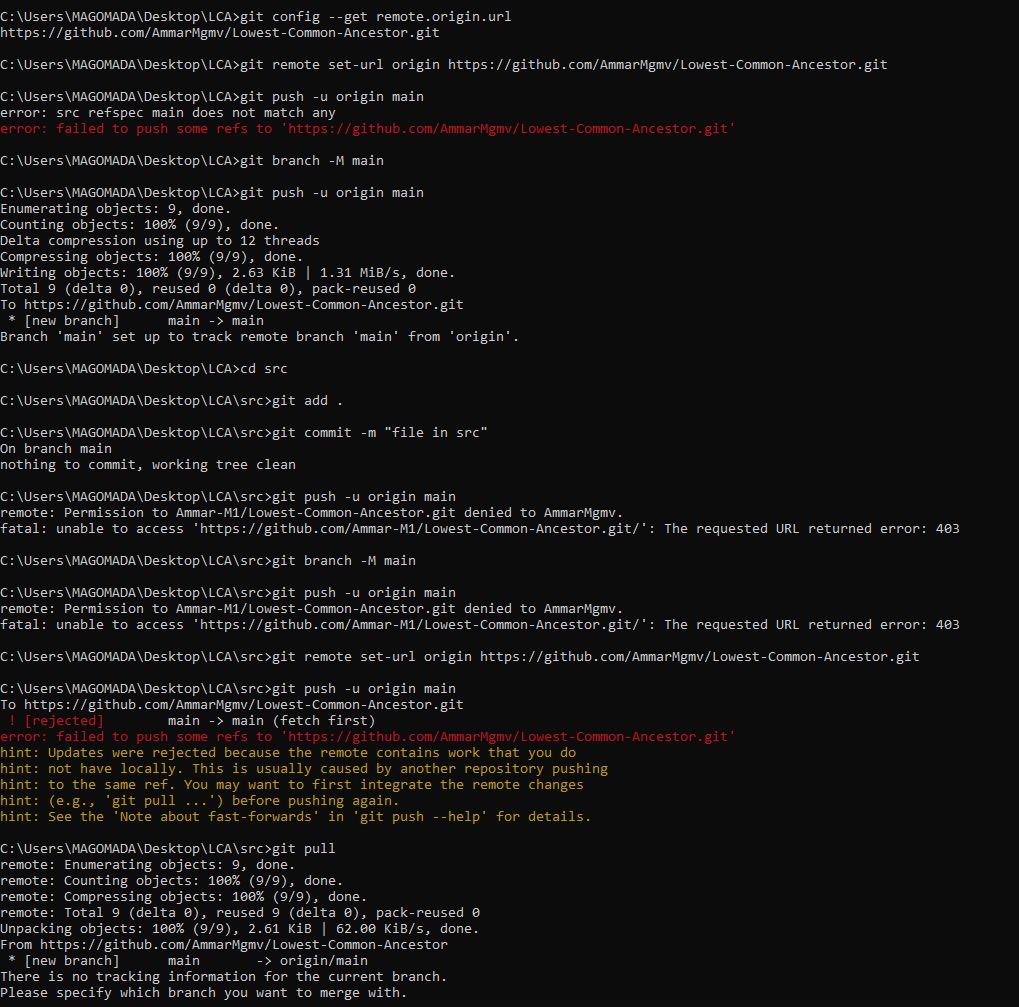 C:\Users\MAGOMADA\Desktop\LCA>git config --get remote.origin.url
https://github.com/AmmarMgmv/Lowest-Common-Ancestor.git
C:\Users\MAGOMADA\Desktop\LCA>git remote set-url origin https://github.com/AmmarMgmv/Lowest-Common-Ancestor.git
C:\Users\MAGOMADA\Desktop\LCA>git push -u origin main
error: src refspec main does not match any
error: failed to push some refs to 'https://github.com/AmmarMgmv/Lowest-Common-Ancestor.git'
C:\Users\MAGOMADA\Desktop\LCA>git branch -M main
C:\Users\MAGOMADA\Desktop\LCA>git push -u origin main
Enumerating objects: 9, done.
Counting objects: 100% (9/9), done.
Delta compression using up to 12 threads
Compressing objects: 100% (9/9), done.
Writing objects: 100% (9/9), 2.63 KiB | 1.31 MiB/s, done.
Total 9 (delta 0), reused 0 (delta 0), pack-reused 0
To https://github.com/AmmarMgmv/Lowest-Common-Ancestor.git
 * [new branch]      main -> main
Branch 'main' set up to track remote branch 'main' from 'origin'.
C:\Users\MAGOMADA\Desktop\LCA>cd src
C:\Users\MAGOMADA\Desktop\LCA\src>git add .
C:\Users\MAGOMADA\Desktop\LCA\src>git commit -m "file in src"
On branch main
nothing to commit, working tree clean
C:\Users\MAGOMADA\Desktop\LCA\src>git push -u origin main
remote: Permission to Ammar-M1/Lowest-Common-Ancestor.git denied to AmmarMgmv.
fatal: unable to access 'https://github.com/Ammar-M1/Lowest-Common-Ancestor.git/': The requested URL returned error: 403
C:\Users\MAGOMADA\Desktop\LCA\src>git branch -M main
C:\Users\MAGOMADA\Desktop\LCA\src>git push -u origin main
remote: Permission to Ammar-M1/Lowest-Common-Ancestor.git denied to AmmarMgmv.
fatal: unable to access 'https://github.com/Ammar-M1/Lowest-Common-Ancestor.git/': The requested URL returned error: 403
C:\Users\MAGOMADA\Desktop\LCA\src>git remote set-url origin https://github.com/AmmarMgmv/Lowest-Common-Ancestor.git
C:\Users\MAGOMADA\Desktop\LCA\src>git push -u origin main
To https://github.com/AmmarMgmv/Lowest-Common-Ancestor.git
 ! [rejected]        main -> main (fetch first)
error: failed to push some refs to 'https://github.com/AmmarMgmv/Lowest-Common-Ancestor.git'
hint: Updates were rejected because the remote contains work that you do
hint: not have locally. This is usually caused by another repository pushing
hint: to the same ref. You may want to first integrate the remote changes
hint: (e.g., 'git pull ...') before pushing again.
hint: See the 'Note about fast-forwards' in 'git push --help' for details.
C:\Users\MAGOMADA\Desktop\LCA\src>git pull
remote: Enumerating objects: 9, done.
remote: Counting objects: 100% (9/9), done.
remote: Compressing objects: 100% (9/9), done.
remote: Total 9 (delta 0), reused 9 (delta 0), pack-reused 0
Unpacking objects: 100% (9/9), 2.61 KiB | 62.00 KiB/s, done.
From https://github.com/AmmarMgmv/Lowest-Common-Ancestor
 * [new branch]      main       -> origin/main
There is no tracking information for the current branch.
Please specify which branch you want to merge with.